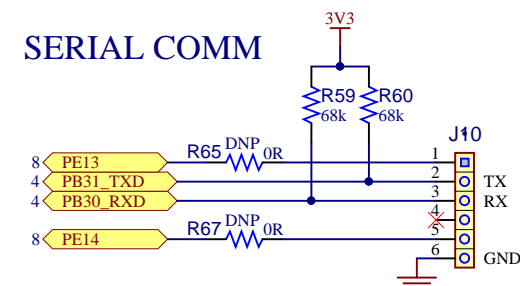 3V3
SERIAL COMM
R59 R60
68k 68k
J10
R65 DNP 0R 1
8 PE13
4 PB31_TXD 2 TX
4 PB30_RXD 3 RX
4
R67 DNP 0R 5
8 PE14
6 GND